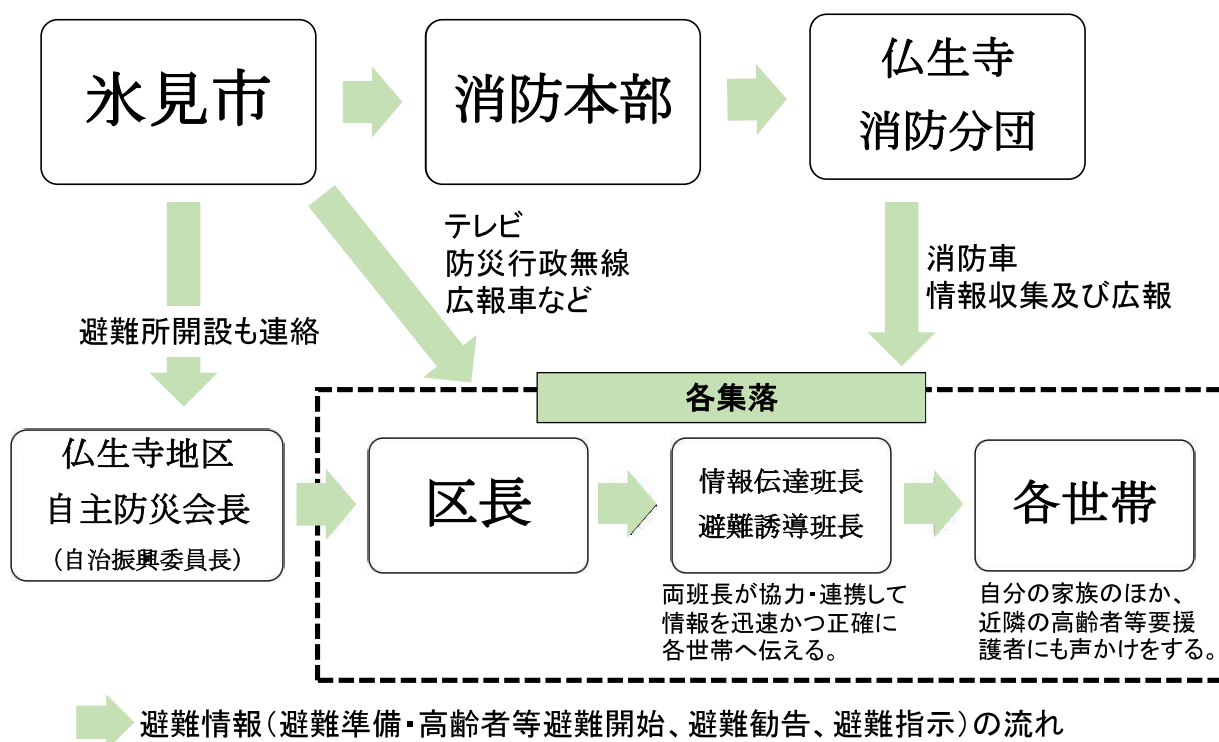 氷見市
消防本部
仏生寺
消防分団
テレビ
防災行政無線
広報車など
消防車
情報収集及び広報
避難所開設も連絡
各集落
仏生寺地区
自主防災会長
（自治振興委員長）
区長
情報伝達班長
避難誘導班長
各世帯
両班長が協力・連携して
情報を迅速かつ正確に
各世帯へ伝える。
自分の家族のほか、
近隣の高齢者等要援
護者にも声かけをする。
避難情報（避難準備・高齢者等避難開始、避難勧告、避難指示）の流れ